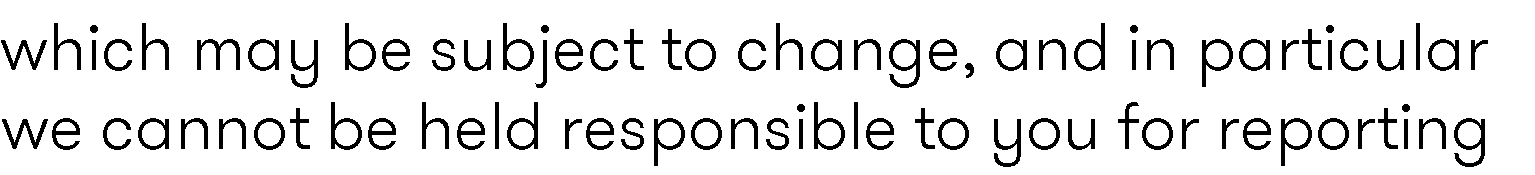 which may be subject to change, and in particular
we cannot be held responsible to you for reporting